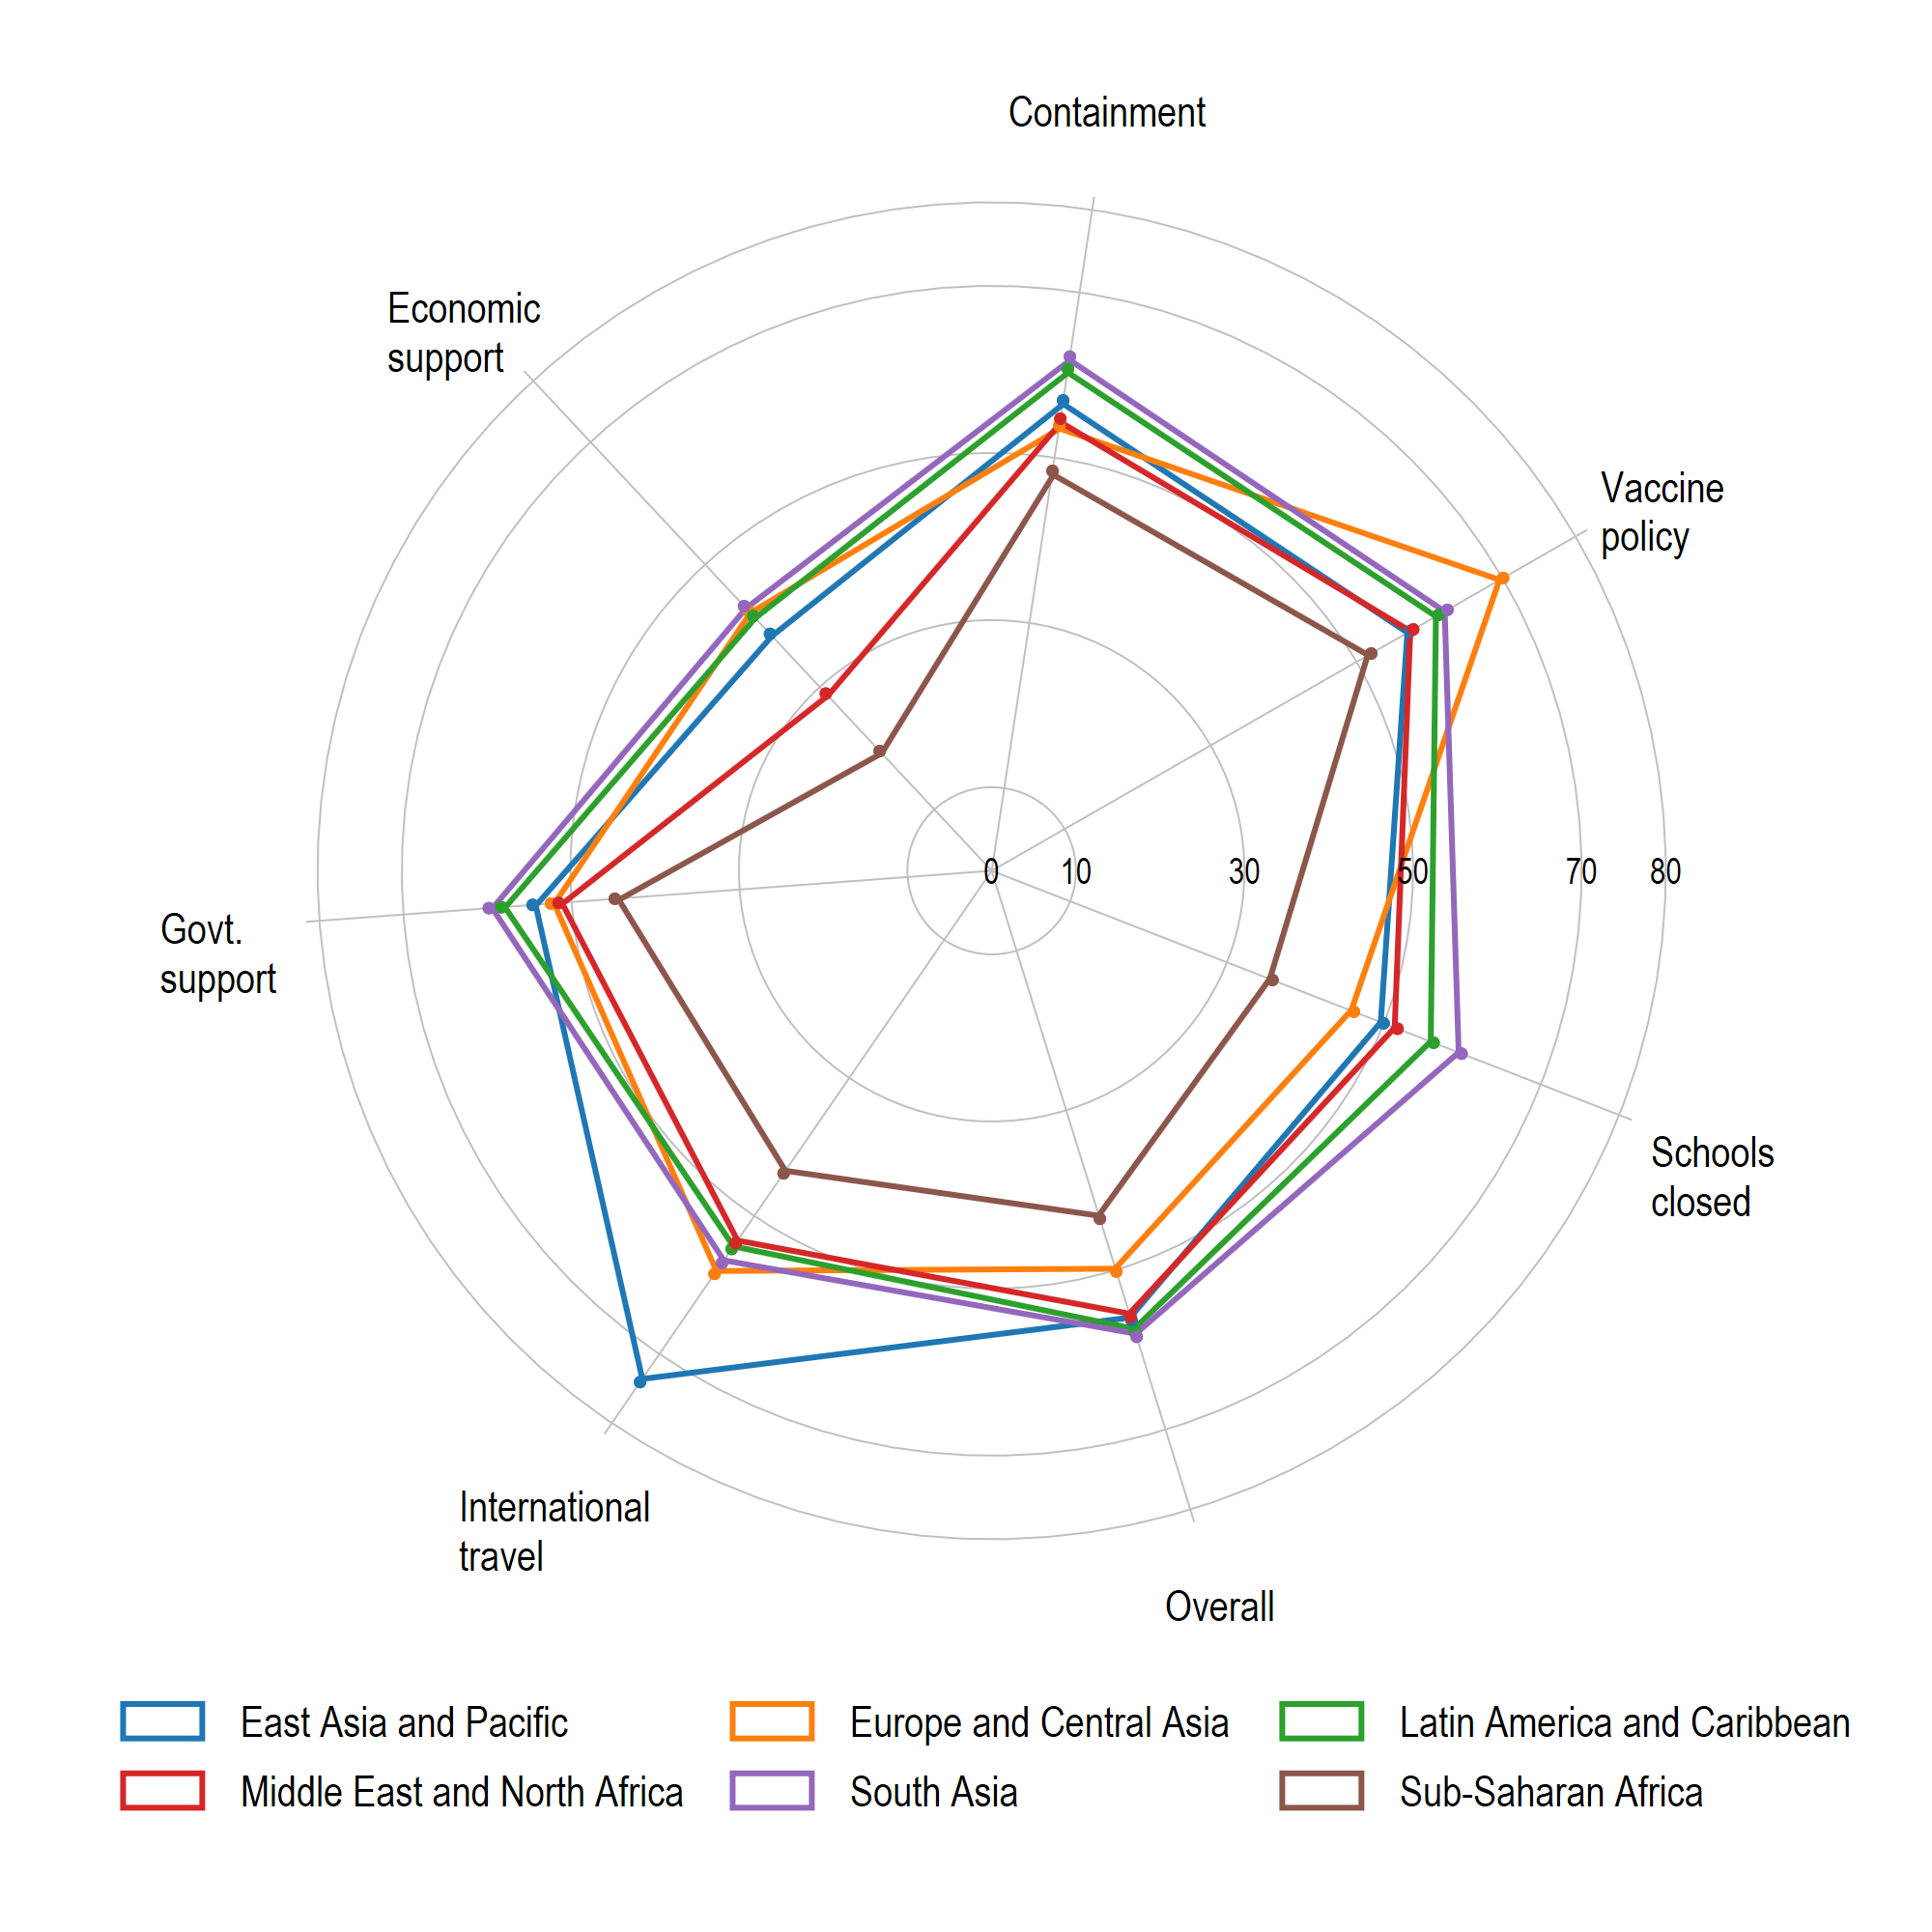 Containment
Economic
support
Vaccine
policy
0 10 30 50 70 80
Govt.
support
Schools
closed
International
travel
Overall
East Asia and Pacific
Europe and Central Asia
Latin America and Caribbean
Middle East and North Africa
South Asia
Sub-Saharan Africa